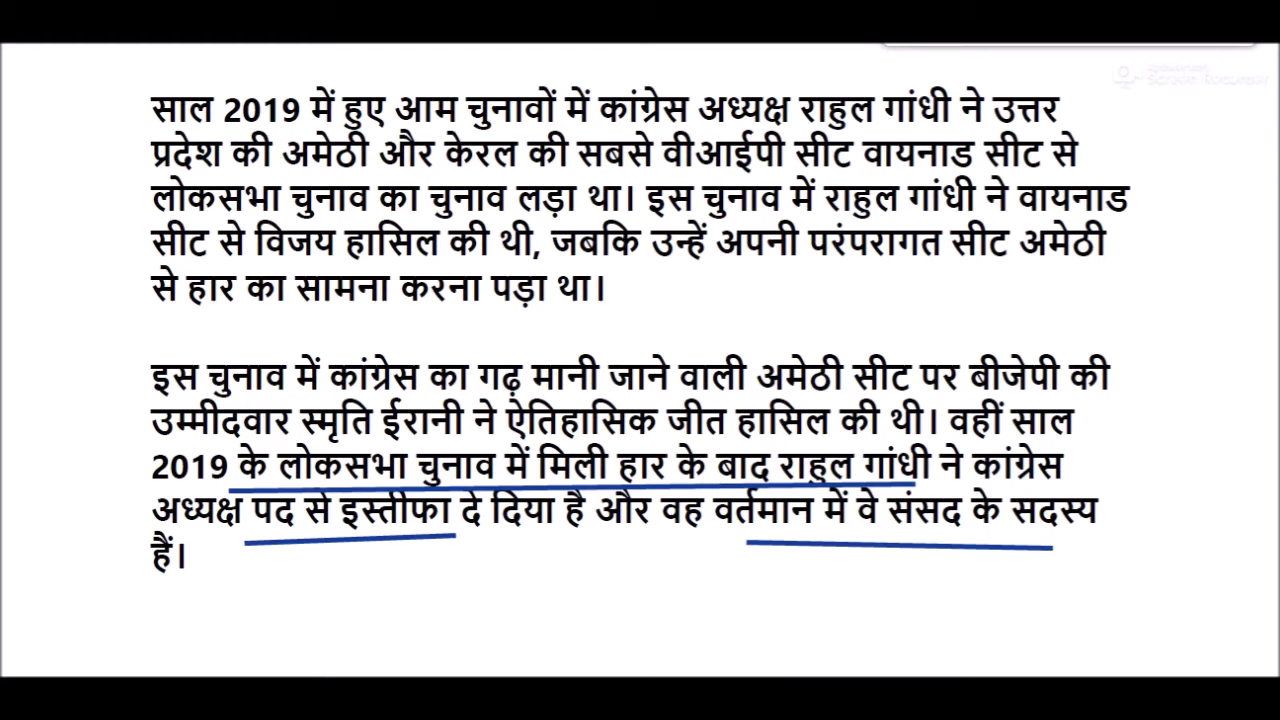 साल 2019 में हुए आम चुनावों में कांग्रेस अध्यक्ष राहुल गांधी ने उत्तर
प्रदेश की अमेठी और केरल की सबसे वीआईपी सीट वायनाड सीट से
लोकसभा चुनाव का चुनाव लड़ा था। इस चुनाव में राहुल गांधी ने वायनाड
सीट से विजय हासिल की थी, जबकि उन्हें अपनी परंपरागत सीट अमेठी
से हार का सामना करना पड़ा था।
इस चुनाव में कांग्रेस का गढ़ मानी जाने वाली अमेठी सीट पर बीजेपी की
उम्मीदवार स्मृति ईरानी ने ऐतिहासिक जीत हासिल की थी। वहीं साल
2019 के लोकसभा चुनाव में मिली हार के बाद राहुल गांधी ने कांग्रेस
अध्यक्ष पद से इस्तीफा दे दिया है और वह वर्तमान में वे संसद के सदस्य
हैं।
Screen Recorder